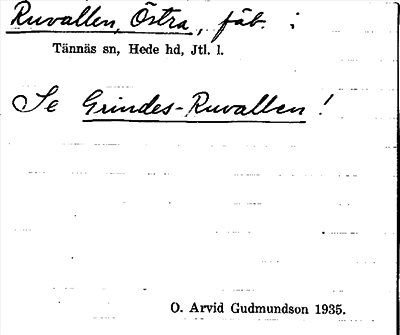 Ruvallen, Östra, fäb. i
Tännäs sn, Hede hd, Jtl. l.
Se Grindes-Ruvallen!
O. Arvid Gudmundson 1935.